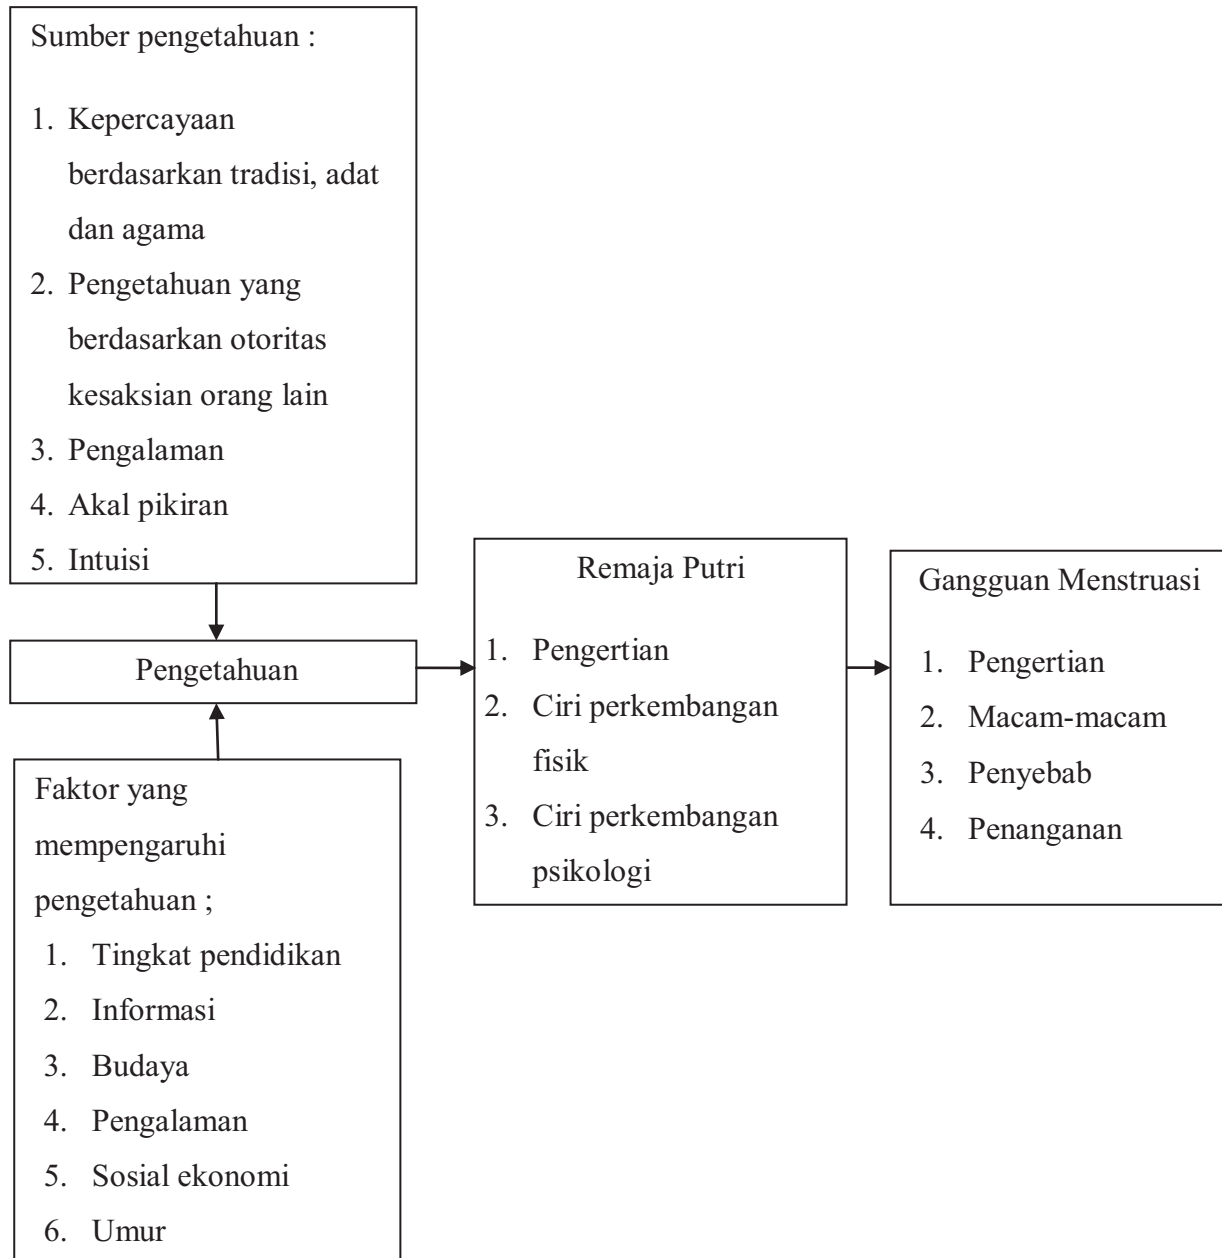 Sumber pengetahuan :
1. Kepercayaan
berdasarkan tradisi, adat
dan agama
2. Pengetahuan yang
berdasarkan otoritas
kesaksian orang lain
3. Pengalaman
4. Akal pikiran
5. Intuisi
Pengetahuan
Faktor yang
mempengaruhi
pengetahuan ;
1. Tingkat pendidikan
2. Informasi
3. Budaya
4. Pengalaman
5. Sosial ekonomi
6. Umur
Remaja Putri
1. Pengertian
2. Ciri perkembangan
fisik
3. Ciri perkembangan
psikologi
Gangguan Menstruasi
1. Pengertian
2. Macam-macam
3. Penyebab
4. Penanganan